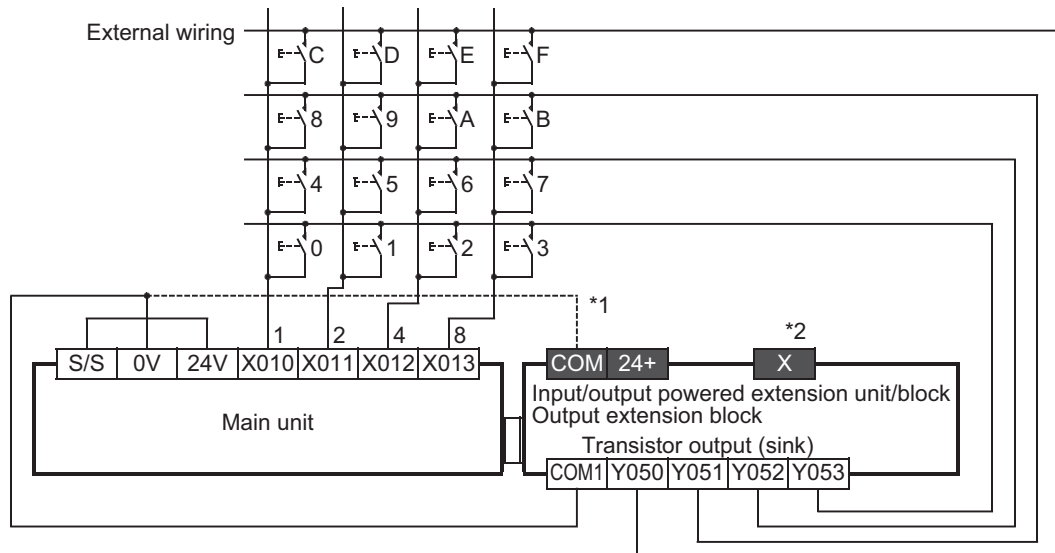 External wiring
C D E F
8 9 A B
4 5 6 7
0 1 2 3
*1
1 2 4 8
*2
S/S 0V 24V X010 X011 X012 X013
COM 24+ X
Input/output powered extension unit/block
Main unit
Output extension block
Transistor output (sink)
COM1 Y050 Y051 Y052 Y053